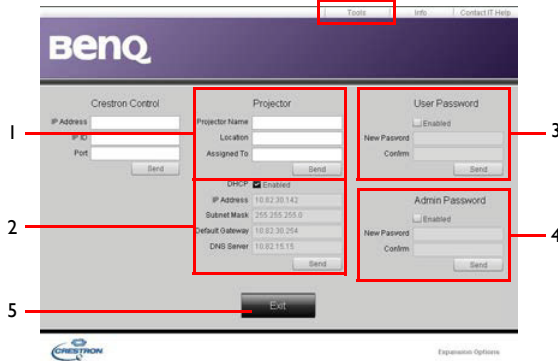 Tools Info Contact IT Help
BenQ
Crestron Control
IP Address
IP ID
Port
Send
1
Projector
Projector Name
Location
Assigned To
Send
2
DHCP Enabled
IP Address 10.82.30.142
Subnet Mask 255.255.255.0
Default Gateway 10.82.30.254
DNS Server 10.82.15.15
Send
User Password
Enabled
New Pasword
Confirm
Send
3
Admin Password
Enabled
New Pasword
Confirm
Send
4
5
Exit
CRESTRON
Expansion Options